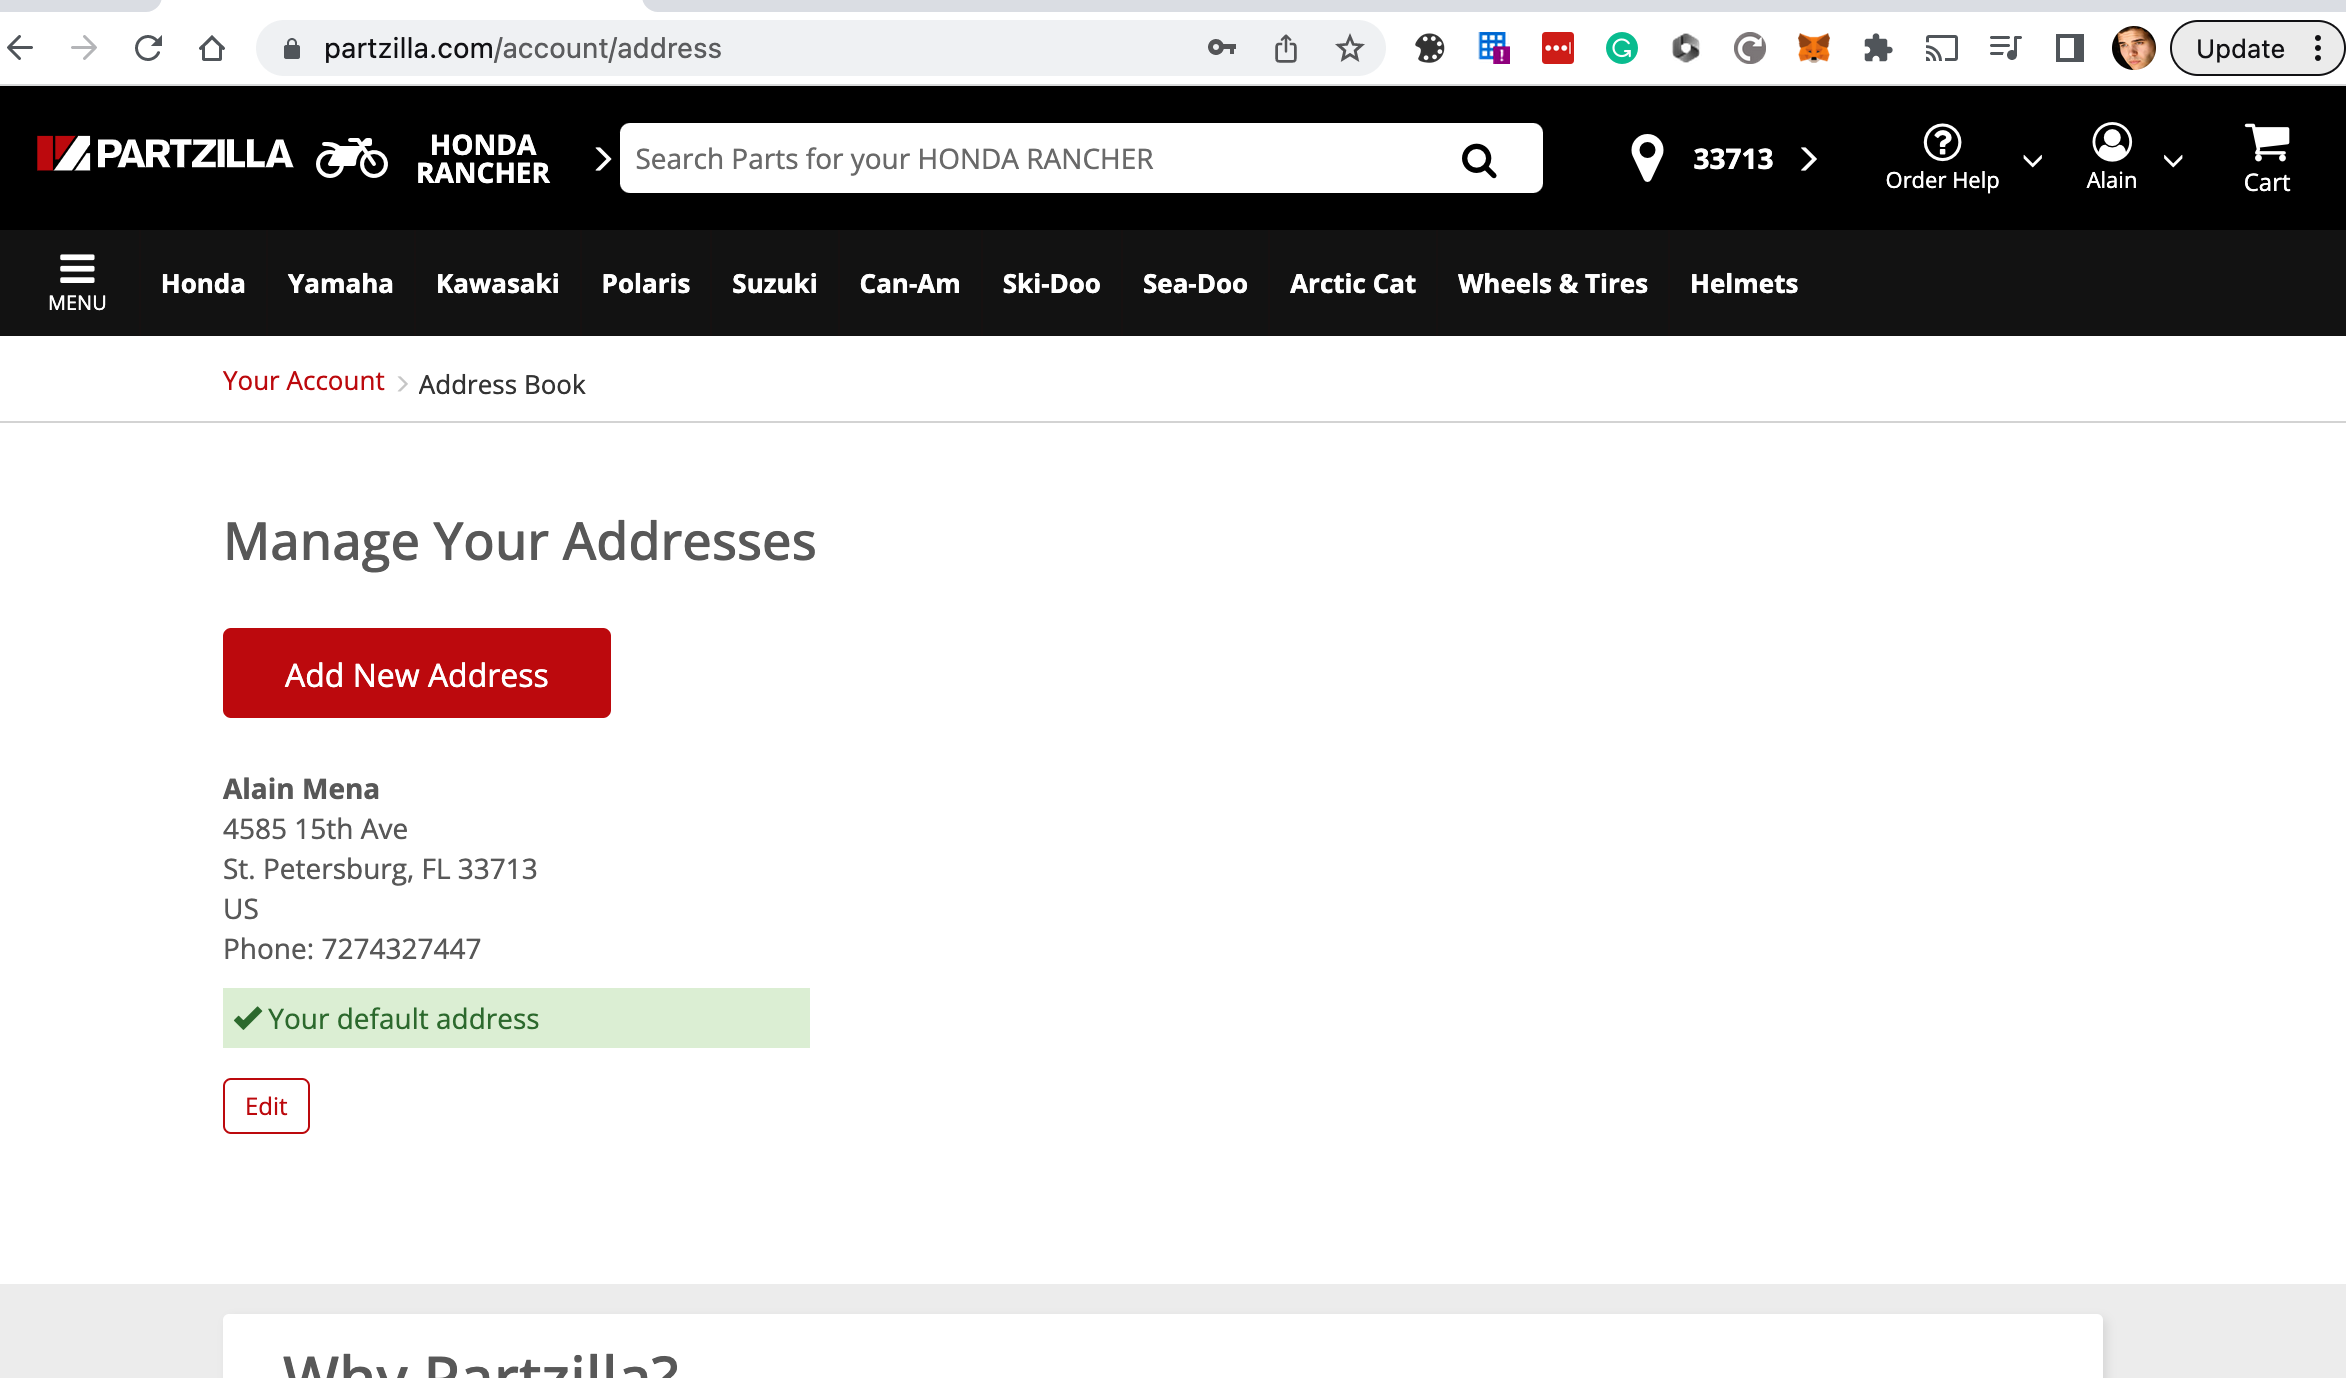 partzilla.com/account/address
Update
PARTZILLA
HONDA
RANCHER
Search Parts for your HONDA RANCHER
33713
Order Help
Alain
Cart
MENU
Honda Yamaha Kawasaki Polaris Suzuki Can-Am Ski-Doo Sea-Doo Arctic Cat Wheels & Tires Helmets
Your Account Address Book
Manage Your Addresses
Add New Address
Alain Mena
4585 15th Ave
St. Petersburg, FL 33713
US
Phone: 7274327447
Your default address
Edit
Why Partzilla?